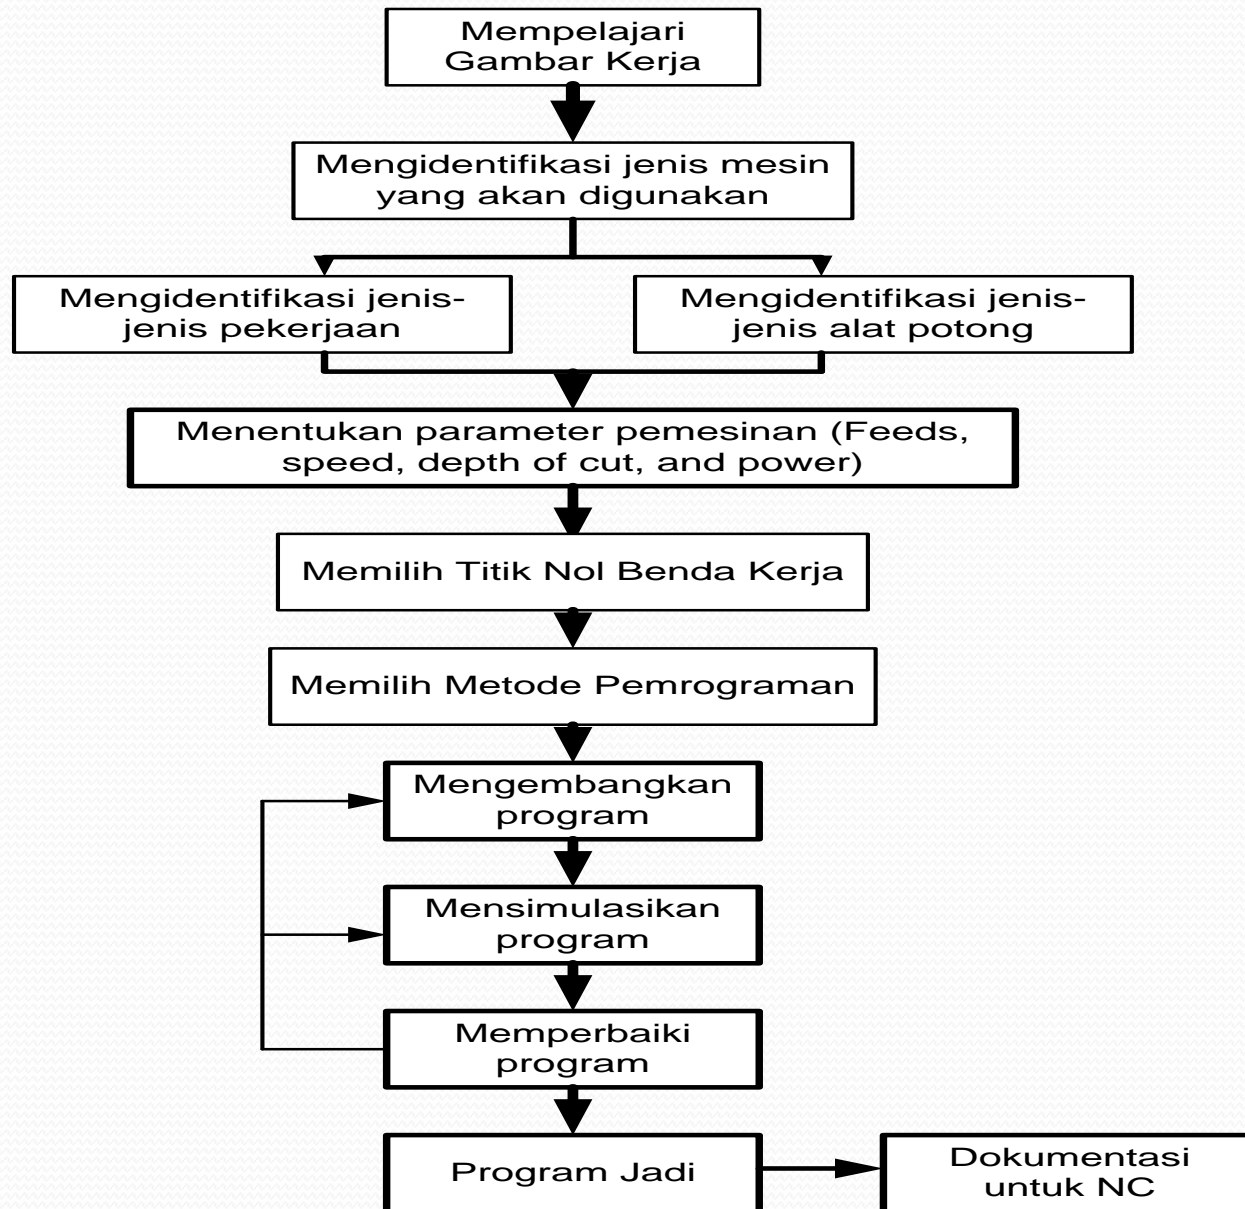 Mempelajari
Gambar Kerja
Mengidentifikasi jenis mesin
yang akan digunakan
Mengidentifikasi jenis-
jenis pekerjaan
Mengidentifikasi jenis-
jenis alat potong
Menentukan parameter pemesinan (Feeds,
speed, depth of cut, and power)
Memilih Titik Nol Benda Kerja
Memilih Metode Pemrograman
Mengembangkan
program
Mensimulasikan
program
Memperbaiki
program
Program Jadi
Dokumentasi
untuk NC